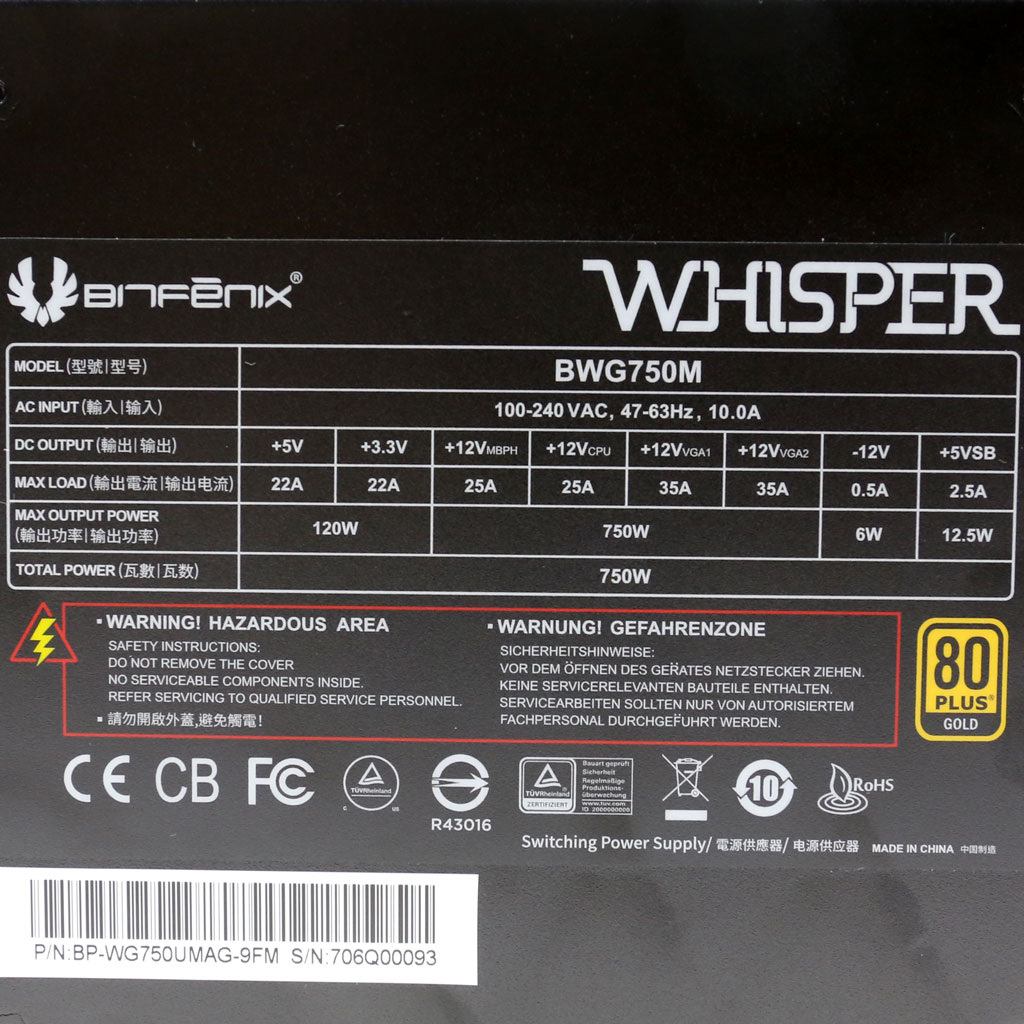 BITFĒNIX®
WHISPER
MODEL (型號|型号) BWG750M
AC INPUT (輸入|输入) 100-240 VAC, 47-63Hz, 10.0A
DC OUTPUT (輸出|输出) +5V +3.3V +12VMBPH +12VCPU +12VVGA1 +12VVGA2 -12V +5VSB
MAX LOAD (輸出電流|输出电流) 22A 22A 25A 25A 35A 35A 0.5A 2.5A
MAX OUTPUT POWER
(輸出功率|输出功率) 120W 750W 6W 12.5W
TOTAL POWER (瓦數|瓦数) 750W
▪ WARNING! HAZARDOUS AREA
SAFETY INSTRUCTIONS:
DO NOT REMOVE THE COVER
NO SERVICEABLE COMPONENTS INSIDE.
REFER SERVICING TO QUALIFIED SERVICE PERSONNEL.
▪ 請勿開啟外蓋,避免觸電!
▪ WARNUNG! GEFAHRENZONE
SICHERHEITSHINWEISE:
VOR DEM ÖFFNEN DES GERÄTES NETZSTECKER ZIEHEN.
KEINE SERVICERELEVANTEN BAUTEILE ENTHALTEN.
SERVICEARBEITEN SOLLTEN NUR VON AUTORISIERTEM
FACHPERSONAL DURCHGEFÜHRT WERDEN.
80
PLUS®
GOLD
CE CB FC
TÜVRheinland
C US
R43016
TÜVRheinland
ZERTIFIZIERT
Bauart geprüft
Sicherheit
Regelmäßige
Produktions-
überwachung
www.tuv.com
ID 2000000000
10
RoHS
Switching Power Supply/ 電源供應器/ 电源供应器 MADE IN CHINA 中国制造
P/N:BP-WG750UMAG-9FM S/N:706Q00093